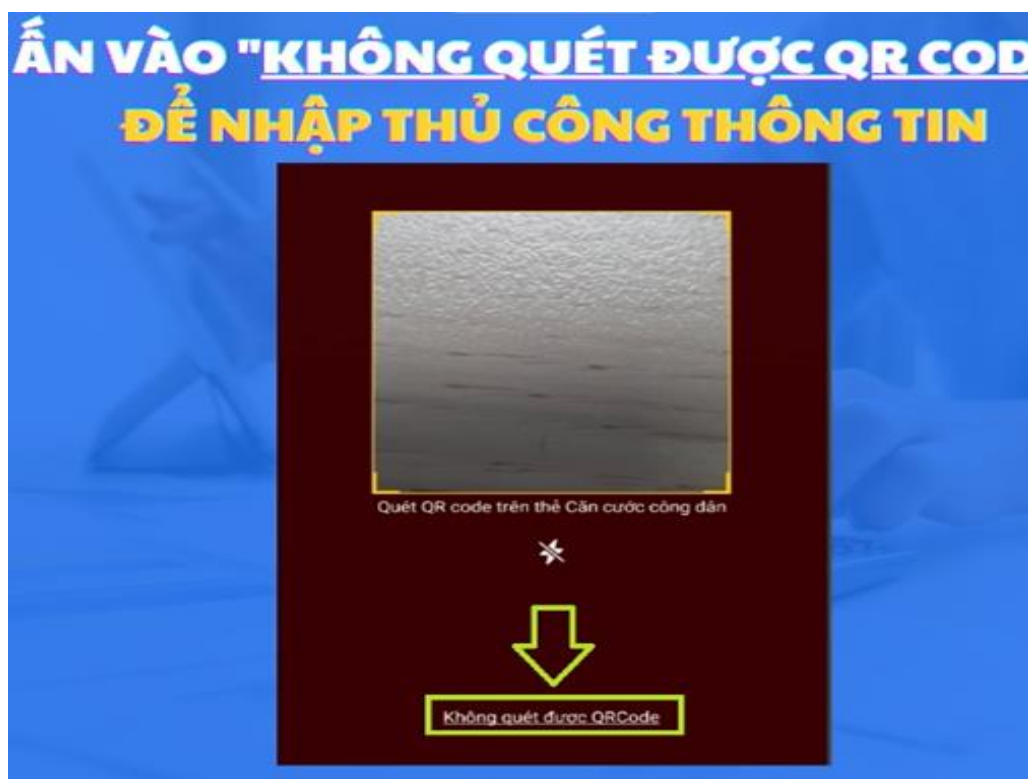 ẤN VÀO "KHÔNG QUÉT ĐƯỢC QR COD
ĐỂ NHẬP THỦ CÔNG THÔNG TIN
Quét QR code trên thẻ Căn cước công dân
Không quét được QRCode